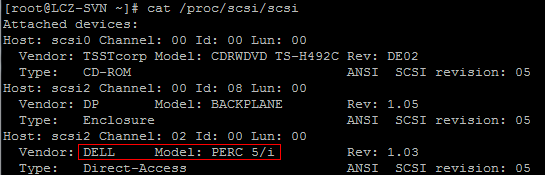 [root@LCZ-SVN ~]# cat /proc/scsi/scsi
Attached devices:
Host: scsi0 Channel: 00 Id: 00 Lun: 00
  Vendor: TSSTcorp Model: CDRWDVD TS-H492C Rev: DE02
  Type:   CD-ROM                           ANSI  SCSI revision: 05
Host: scsi2 Channel: 00 Id: 08 Lun: 00
  Vendor: DP       Model: BACKPLANE        Rev: 1.05
  Type:   Enclosure                        ANSI  SCSI revision: 05
Host: scsi2 Channel: 02 Id: 00 Lun: 00
  Vendor: DELL     Model: PERC 5/i         Rev: 1.03
  Type:   Direct-Access                    ANSI  SCSI revision: 05